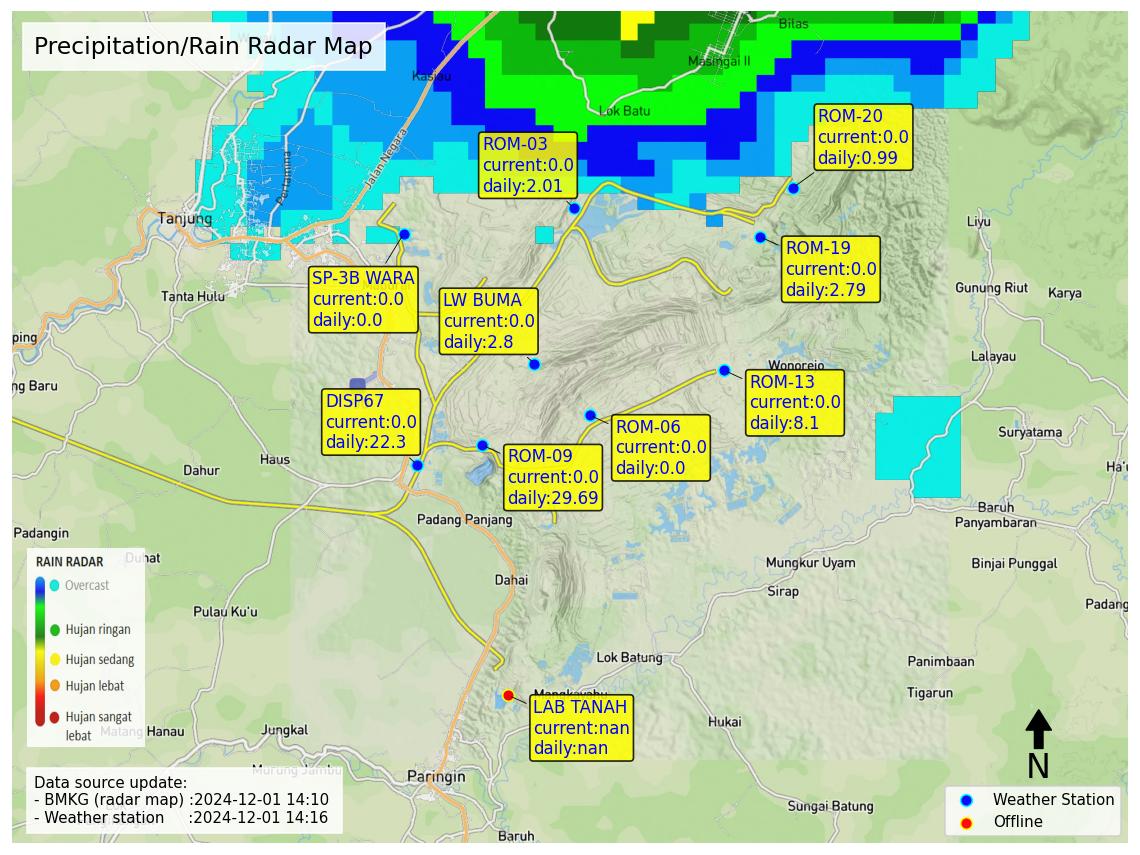 Precipitation/Rain Radar Map
Bilas
Masingai II
Kasiau
Lok Batu
Jalan Negara
Pertamina
Tanjung
Tanta Hulu
ROM-03
current:0.0
daily:2.01
ROM-20
current:0.0
daily:0.99
ROM-19
current:0.0
daily:2.79
SP-3B WARA
current:0.0
daily:0.0
LW BUMA
current:0.0
daily:2.8
Liyu
Gunung Riut
Karya
Lalayau
Wonorejo
ROM-13
current:0.0
daily:8.1
DISP67
current:0.0
daily:22.3
ROM-06
current:0.0
daily:0.0
ROM-09
current:0.0
daily:29.69
ping
ng Baru
Suryatama
Ha'u
Dahur
Haus
Padang Panjang
Baruh
Panyambaran
Padangin
Duhat
Dahai
Mungkur Uyam
Binjai Punggal
Sirap
Padang
Pulau Ku'u
RAIN RADAR
Overcast
Hujan ringan
Hujan sedang
Hujan lebat
Hujan sangat
lebat
Lok Batung
Panimbaan
Tigarun
Mangkayahu
LAB TANAH
current:nan
daily:nan
Hukai
Matang Hanau
Jungkal
Murung Jambu
Paringin
Sungai Batung
Baruh
Data source update:
- BMKG (radar map) :2024-12-01 14:10
- Weather station :2024-12-01 14:16
N
Weather Station
Offline